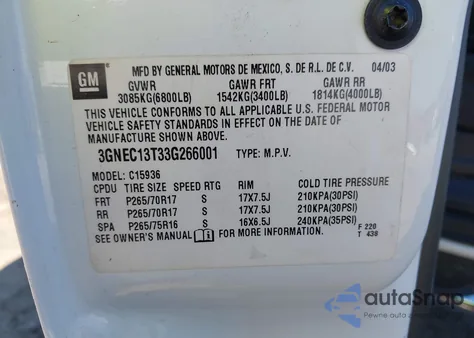 GM MFD BY GENERAL MOTORS DE MEXICO, S. DE R.L. DE C.V. 04/03
GVWR GAWR FRT GAWR RR
3085KG(6800LB) 1542KG(3400LB) 1814KG(4000LB)
THIS VEHICLE CONFORMS TO ALL APPLICABLE U.S. FEDERAL MOTOR
VEHICLE SAFETY STANDARDS IN EFFECT ON THE DATE OF
MANUFACTURE SHOWN ABOVE.
3GNEC13T33G266001 TYPE: M.P.V.
MODEL: C15936
CPDU TIRE SIZE SPEED RTG RIM COLD TIRE PRESSURE
FRT P265/70R17 S 17X7.5J 210KPA(30PSI)
RR P265/70R17 S 17X7.5J 210KPA(30PSI)
SPA P265/75R16 S 16X6.5J 240KPA(35PSI)
SEE OWNER'S MANUAL FOR MORE INFORMATION. F 220
T 438
autoSnap